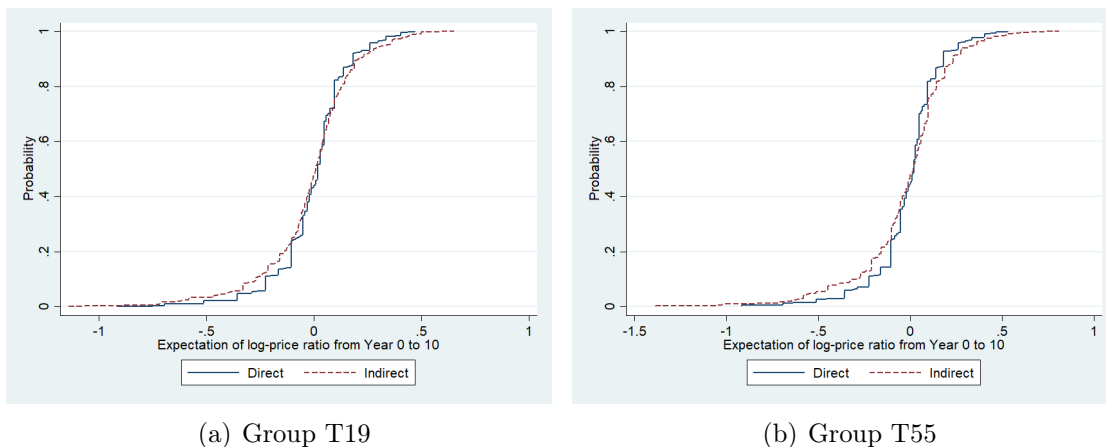 Probability
0
.2
.4
.6
.8
1
-1
-.5
0
.5
1
Expectation of log-price ratio from Year 0 to 10
Direct
Indirect
(a) Group T19
Probability
0
.2
.4
.6
.8
1
-1.5
-1
-.5
0
.5
1
Expectation of log-price ratio from Year 0 to 10
Direct
Indirect
(b) Group T55